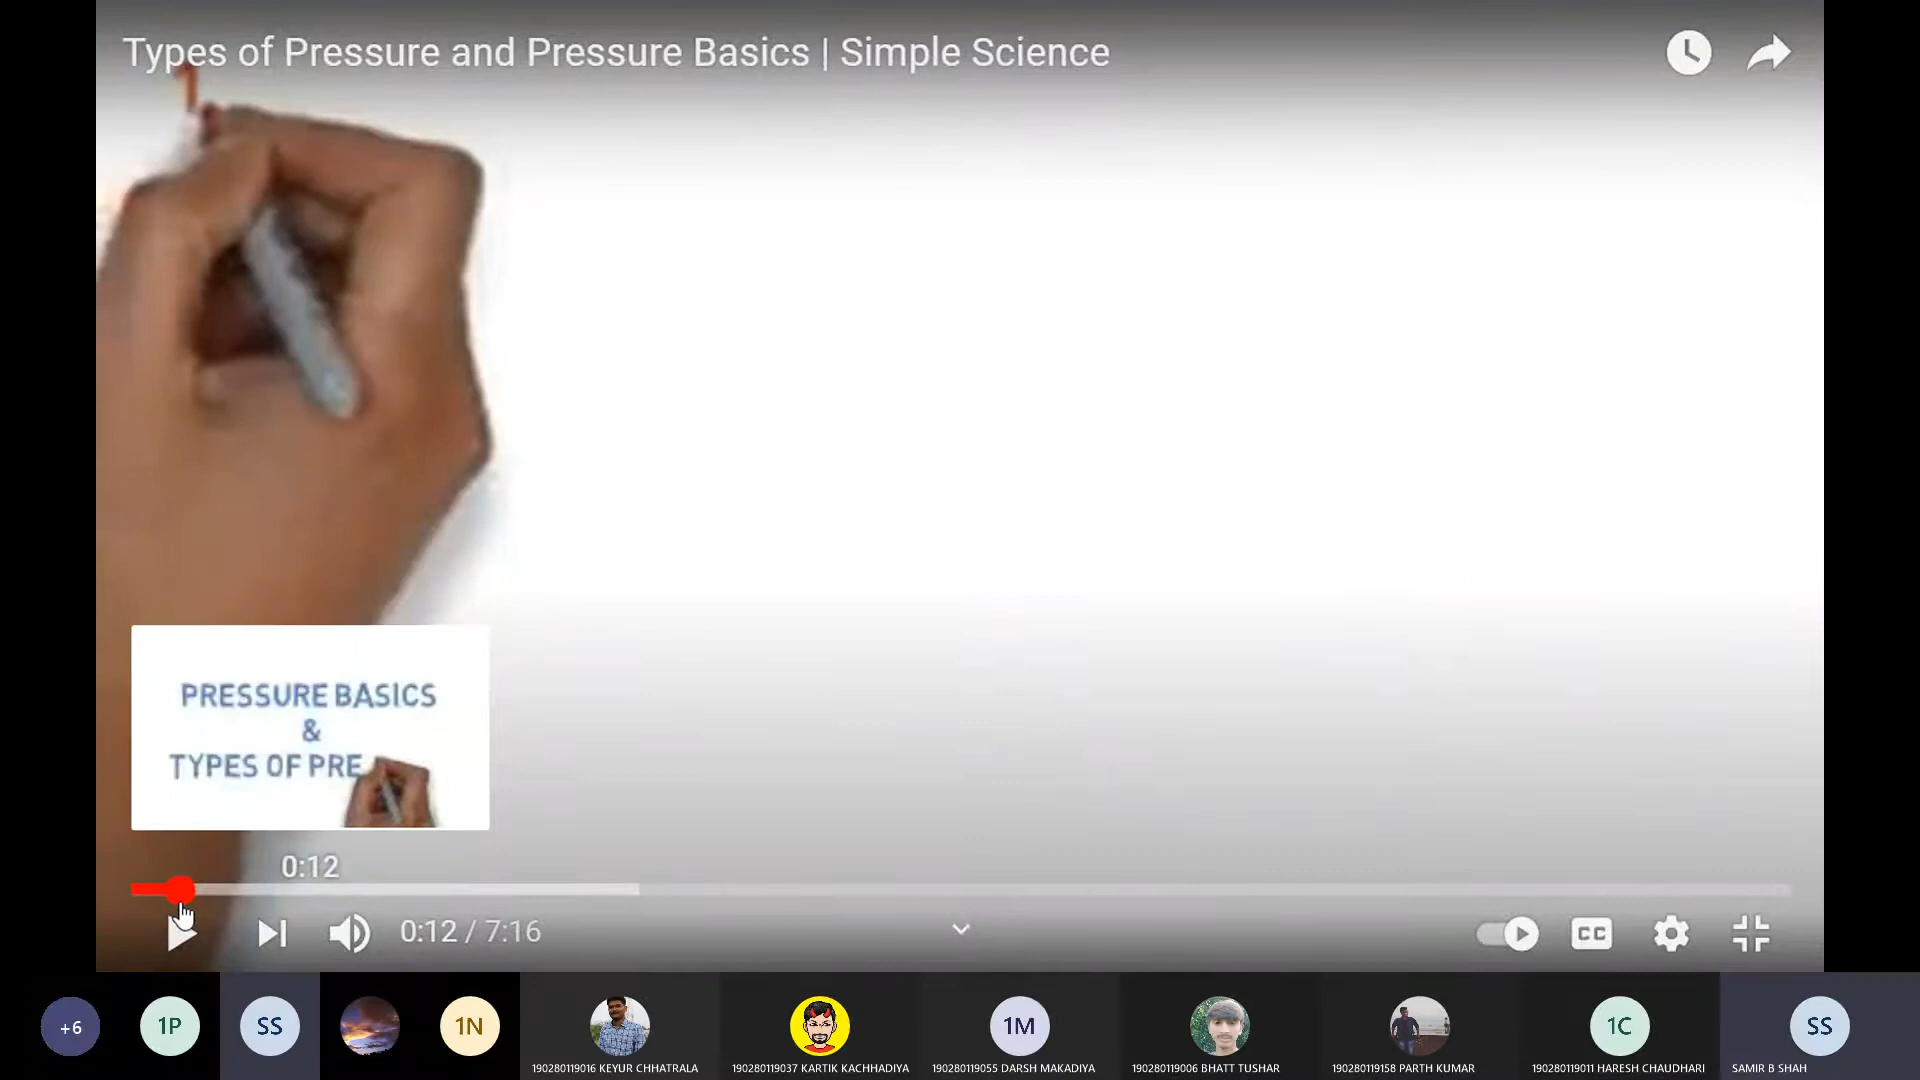 Types of Pressure and Pressure Basics | Simple Science
PRESSURE BASICS
&
TYPES OF PRE
0:12
0:12 / 7:16
CC
+6
1P
SS
1N
1M
1C
SS
190280119016 KEYUR CHHATRALA
190280119037 KARTIK KACHHADIYA
190280119055 DARSH MAKADIYA
190280119006 BHATT TUSHAR
190280119158 PARTH KUMAR
190280119011 HARESH CHAUDHARI
SAMIR B SHAH